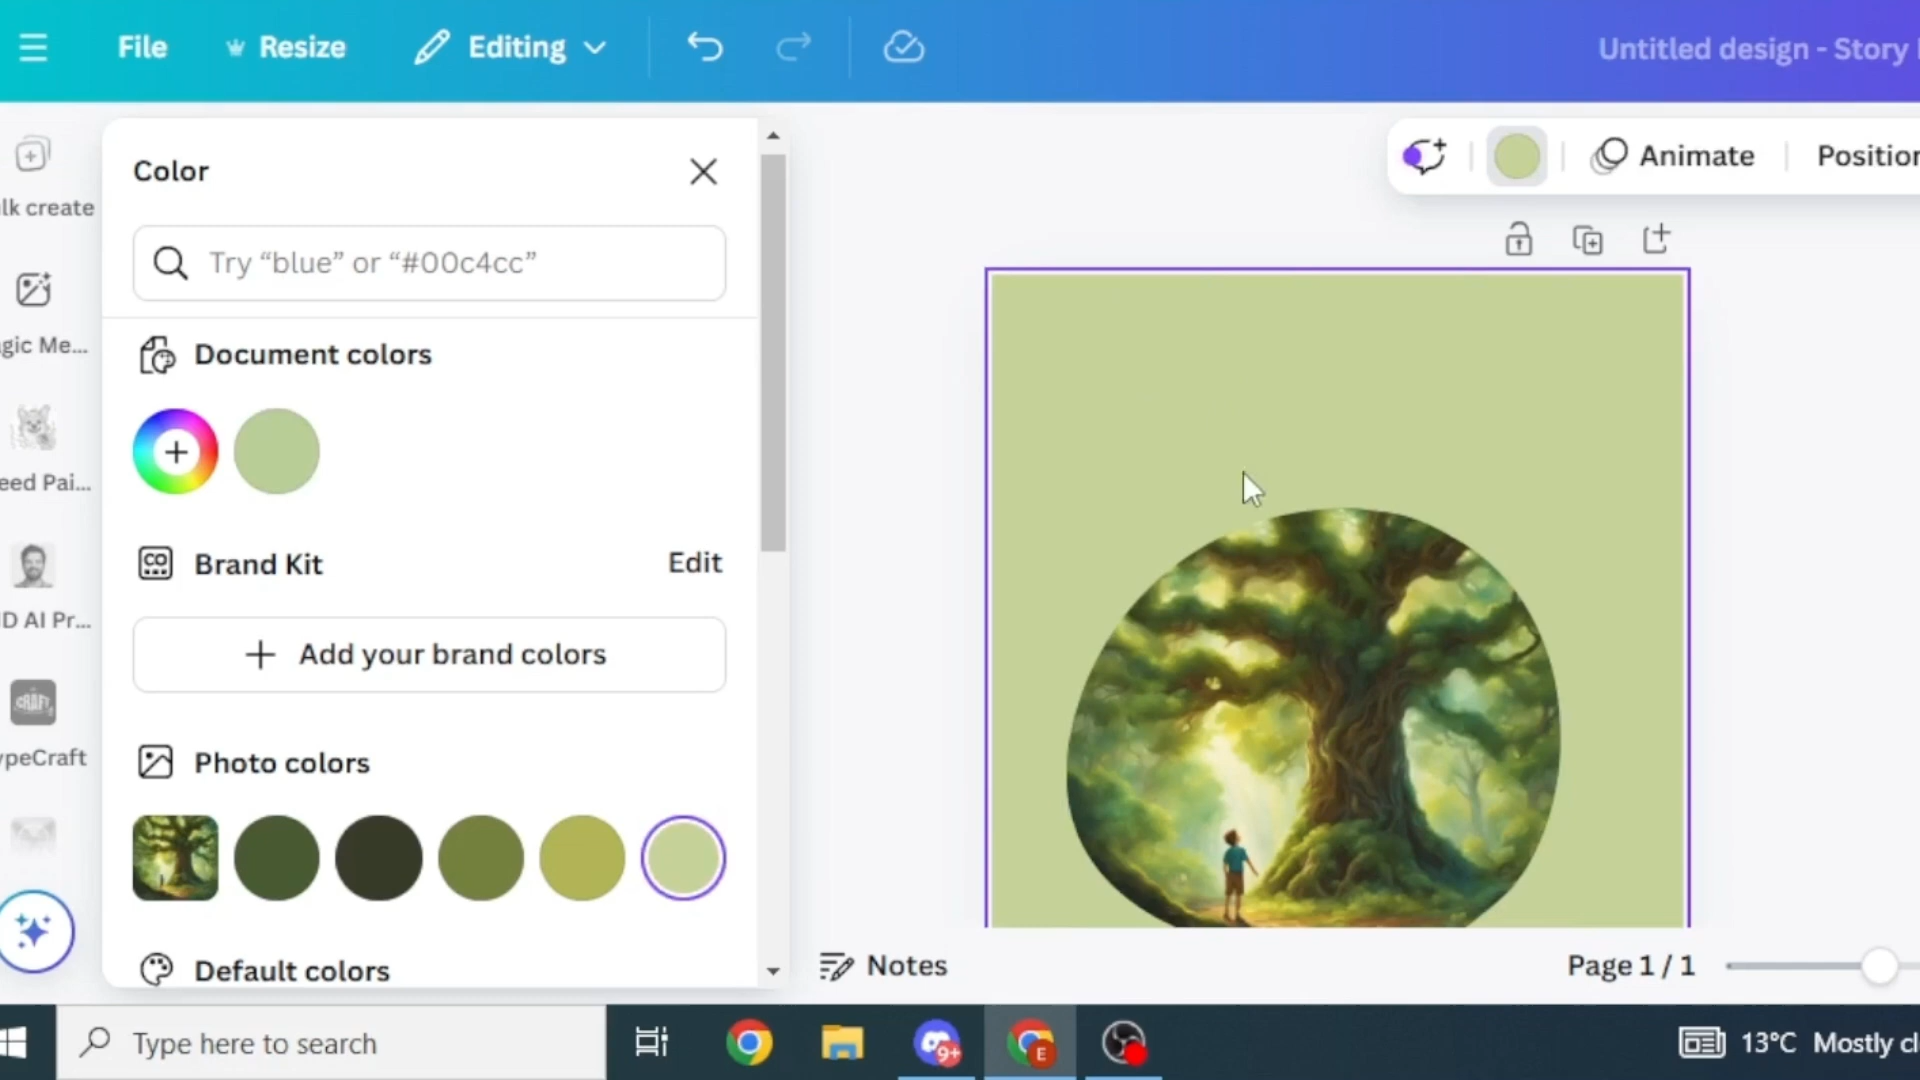 File
Resize
Editing
Untitled design - Story
lk create
gic Me...
eed Pai...
D AI Pr...
CRAFT
ypeCraft
Color
Try “blue” or “#00c4cc”
Document colors
CO
Brand Kit
Edit
Add your brand colors
Photo colors
Default colors
Animate
Position
Notes
Page 1 / 1
Type here to search
9+
E
13°C Mostly cl